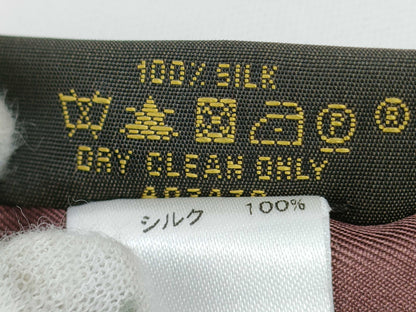 100% SILK
P ®
DRY CLEAN ONLY
シルク 100%